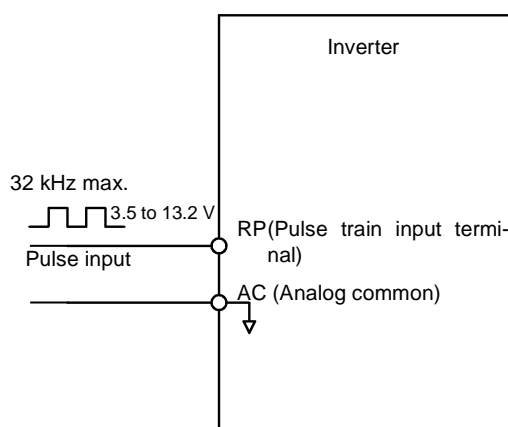 Inverter
32 kHz max.
3.5 to 13.2 V
RP(Pulse train input termi-
nal)
Pulse input
AC (Analog common)